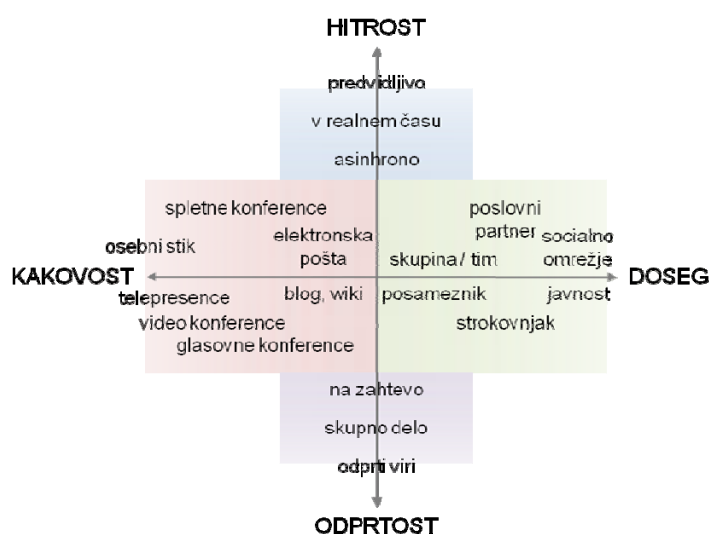 HITROST
predvidljivo
v realnem času
asinhrono
spletne konference
poslovni
partner
elektronska
pošta
socialno
omrežje
osebni stik
skupina / tim
KAKOVOST
DOSEG
telepresence
blog, wiki
posameznik
javnost
video konference
strokovnjak
glasovne konference
na zahtevo
skupno delo
odprti viri
ODPRTOST